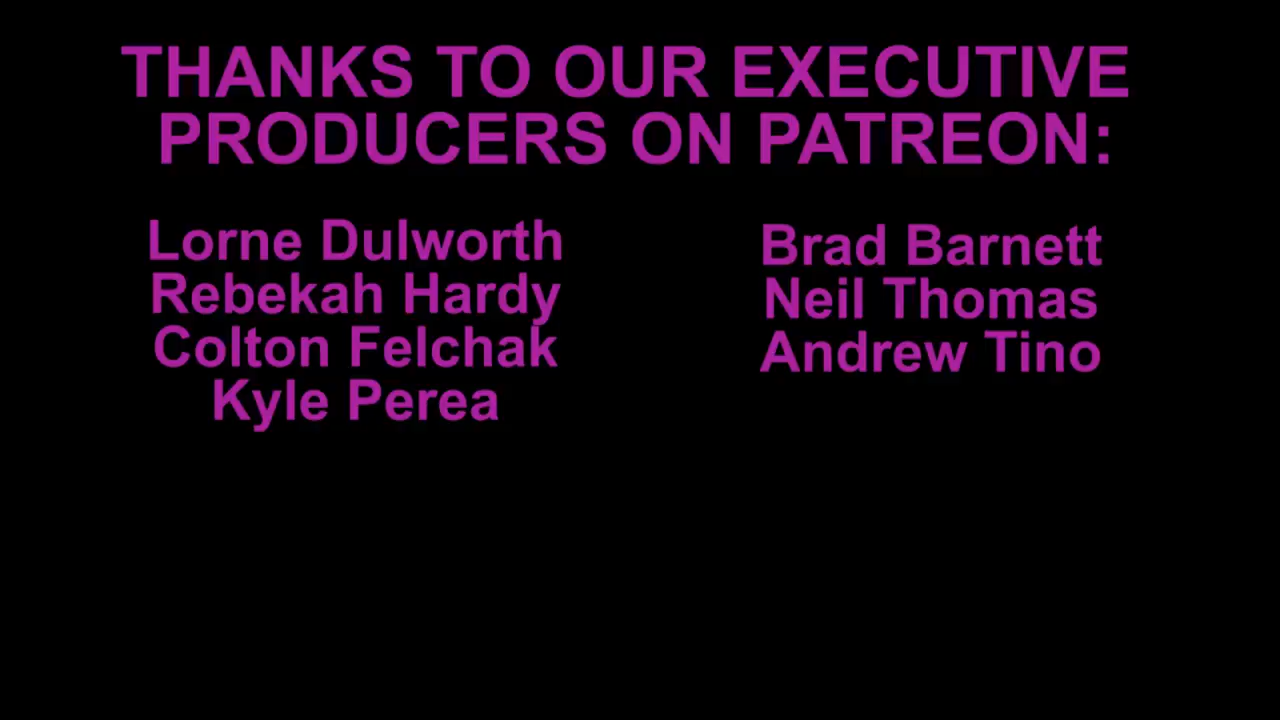 THANKS TO OUR EXECUTIVE
PRODUCERS ON PATREON:
Lorne Dulworth
Rebekah Hardy
Colton Felchak
Kyle Perea
Brad Barnett
Neil Thomas
Andrew Tino